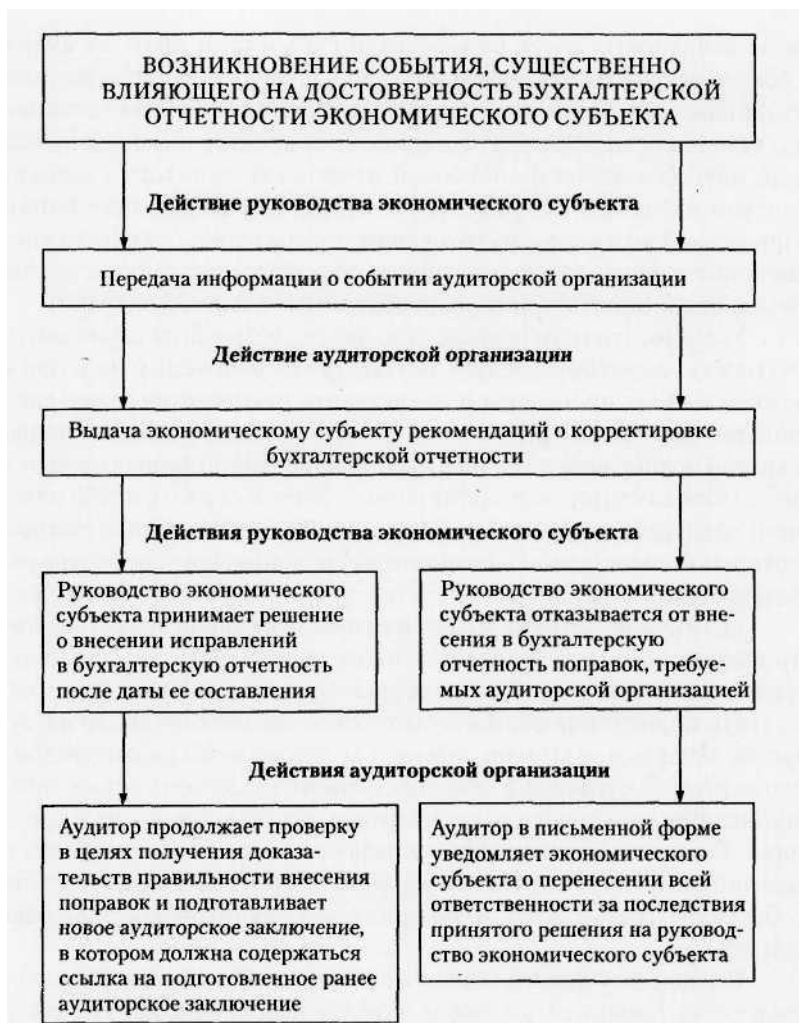 ВОЗНИКНОВЕНИЕ СОБЫТИЯ, СУЩЕСТВЕННО
ВЛИЯЮЩЕГО НА ДОСТОВЕРНОСТЬ БУХГАЛТЕРСКОЙ
ОТЧЕТНОСТИ ЭКОНОМИЧЕСКОГО СУБЪЕКТА
Действие руководства экономического субъекта
Передача информации о событии аудиторской организации
Действие аудиторской организации
Выдача экономическому субъекту рекомендаций о корректировке
бухгалтерской отчетности
Действия руководства экономического субъекта
Руководство экономического
субъекта принимает решение
о внесении исправлений
в бухгалтерскую отчетность
после даты ее составления
Руководство экономического
субъекта отказывается от вне-
сения в бухгалтерскую
отчетность поправок, требуе-
мых аудиторской организацией
Действия аудиторской организации
Аудитор продолжает проверку
в целях получения доказа-
тельств правильности внесения
поправок и подготавливает
новое аудиторское заключение,
в котором должна содержаться
ссылка на подготовленное ранее
аудиторское заключение
Аудитор в письменной форме
уведомляет экономического
субъекта о перенесении всей
ответственности за последствия
принятого решения на руковод-
ство экономического субъекта